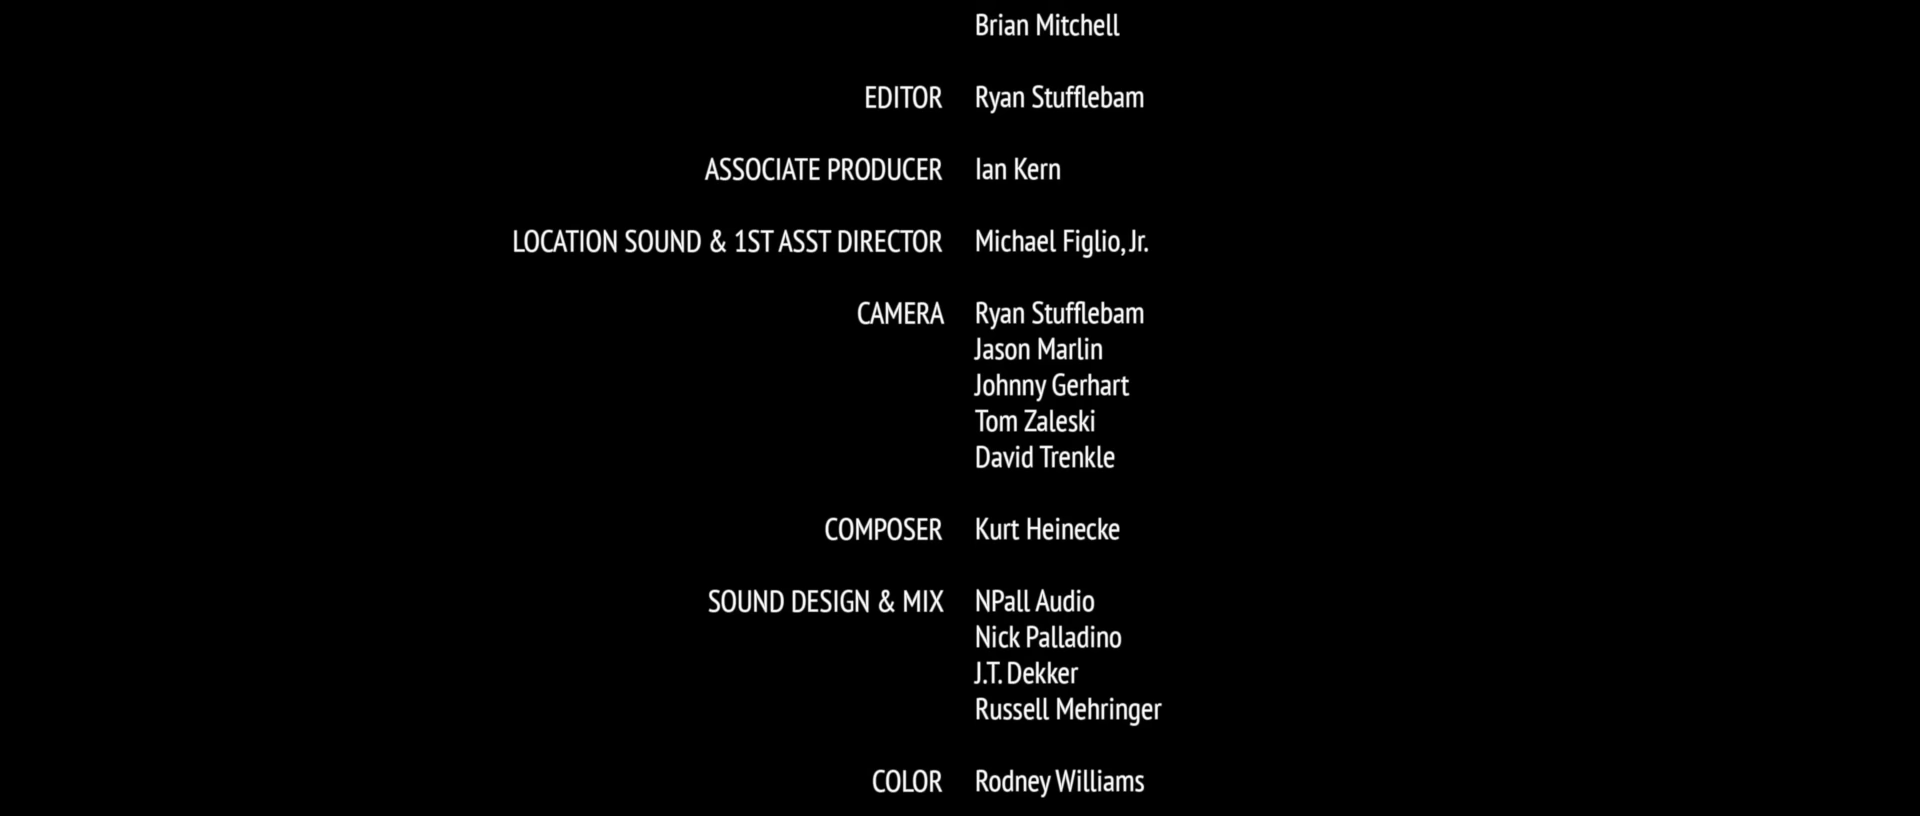 Brian Mitchell
EDITOR Ryan Stufflebam
ASSOCIATE PRODUCER Ian Kern
LOCATION SOUND & 1ST ASST DIRECTOR Michael Figlio, Jr.
CAMERA Ryan Stufflebam
Jason Marlin
Johnny Gerhart
Tom Zaleski
David Trenkle
COMPOSER Kurt Heinecke
SOUND DESIGN & MIX NPall Audio
Nick Palladino
J.T. Dekker
Russell Mehringer
COLOR Rodney Williams